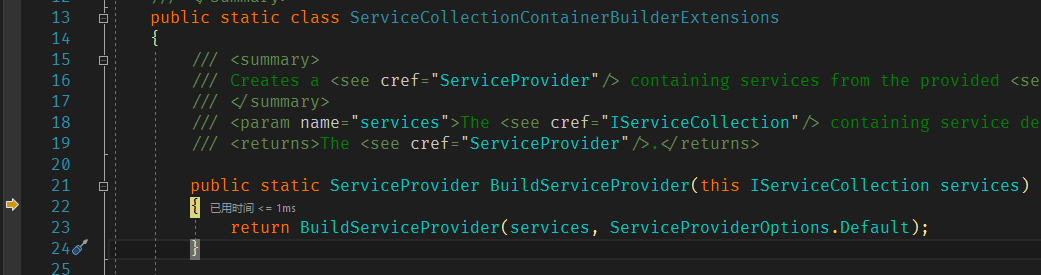 12 /// </summary>
13 public static class ServiceCollectionContainerBuilderExtensions
14 {
15 /// <summary>
16 /// Creates a <see cref="ServiceProvider"/> containing services from the provided <se
17 /// </summary>
18 /// <param name="services">The <see cref="IServiceCollection"/> containing service de
19 /// <returns>The <see cref="ServiceProvider"/>.</returns>
20
21 public static ServiceProvider BuildServiceProvider(this IServiceCollection services)
22 { 已用时间 <= 1ms
23 return BuildServiceProvider(services, ServiceProviderOptions.Default);
24 }
25